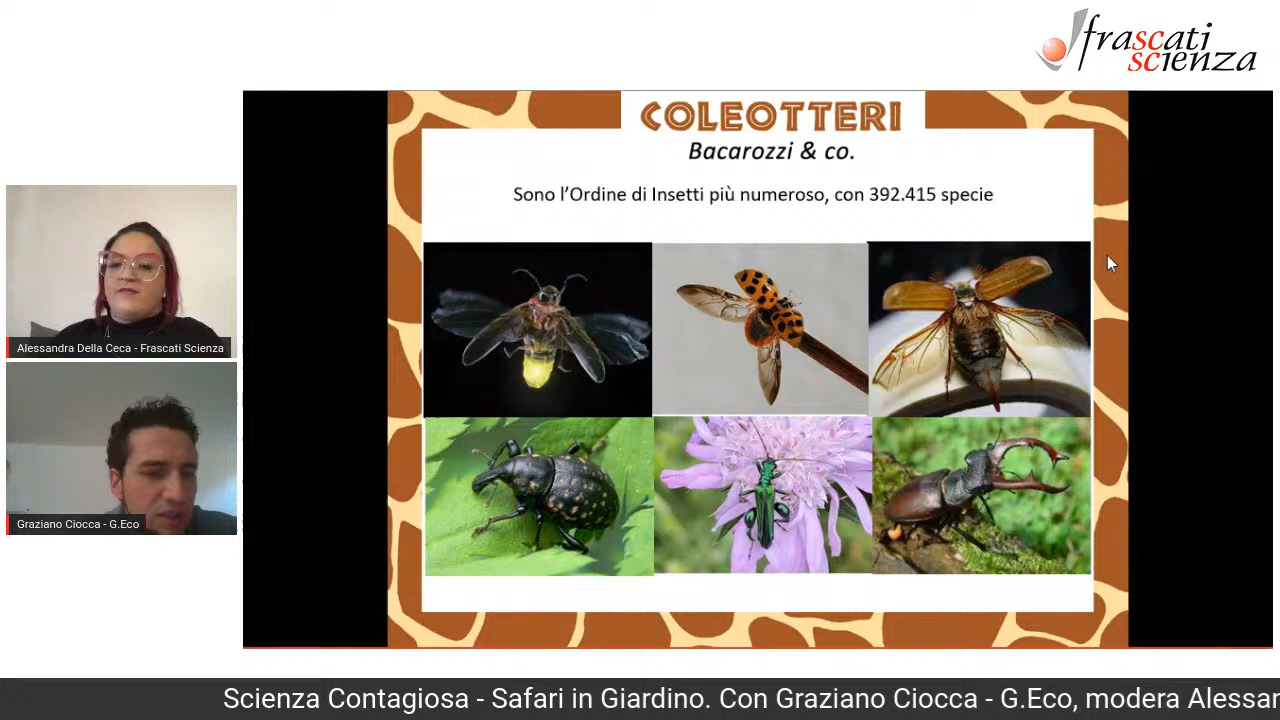 frascati
scienza
COLEOTTERI
Bacarozzi & co.
Sono l'Ordine di Insetti più numeroso, con 392.415 specie
Alessandra Della Ceca - Frascati Scienza
Graziano Ciocca - G.Eco
Scienza Contagiosa - Safari in Giardino. Con Graziano Ciocca - G.Eco, modera Alessar